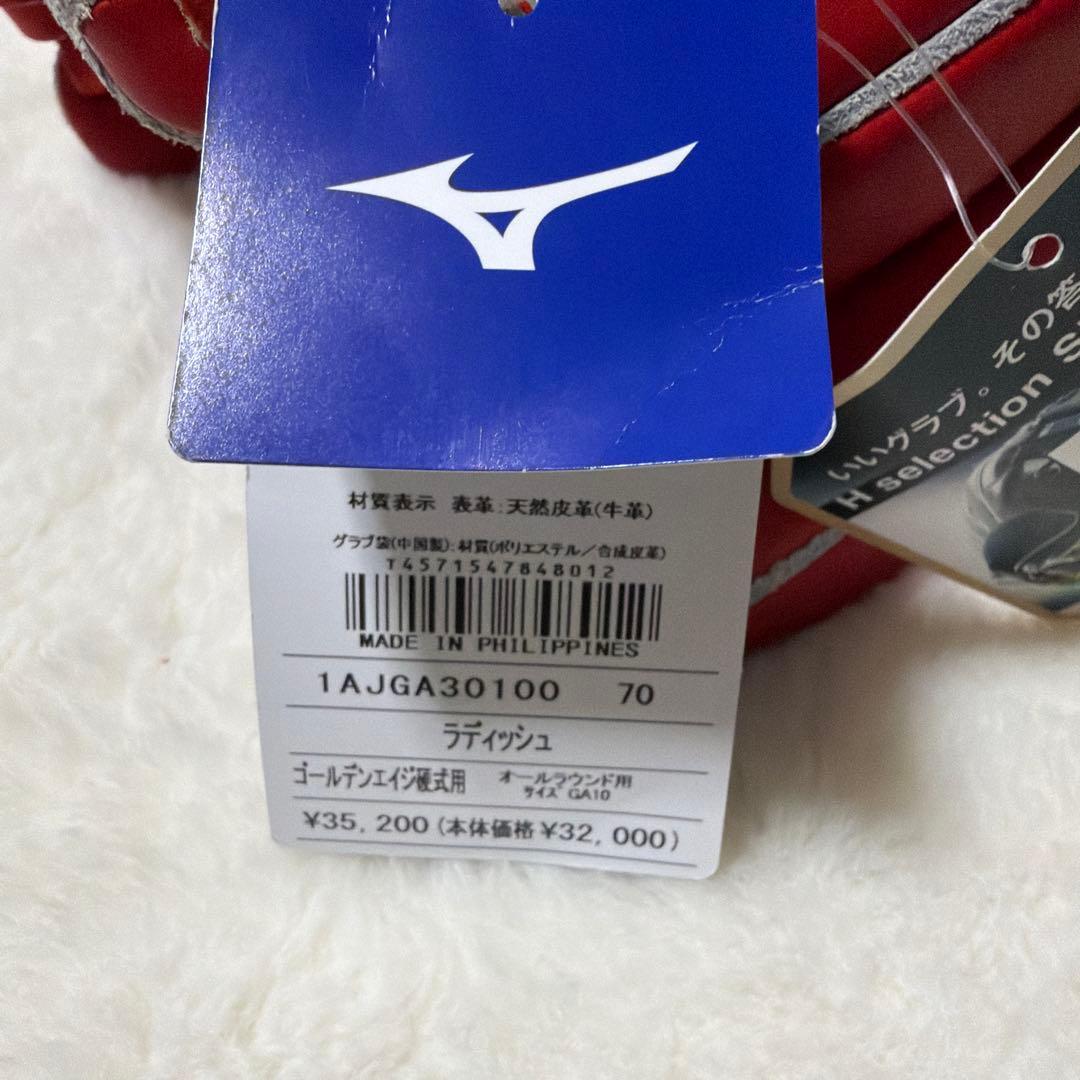 材質表示 表革:天然皮革(牛革)
グラブ袋(中国製):材質(ポリエステル/合成皮革)
T4571547848012
MADE IN PHILIPPINES
1AJGA30100 70
ラディッシュ
ゴールデンエイジ硬式用 オールラウンド用
サイズ GA10
¥35,200(本体価格¥32,000)
いいグラブ。その答
H selection S